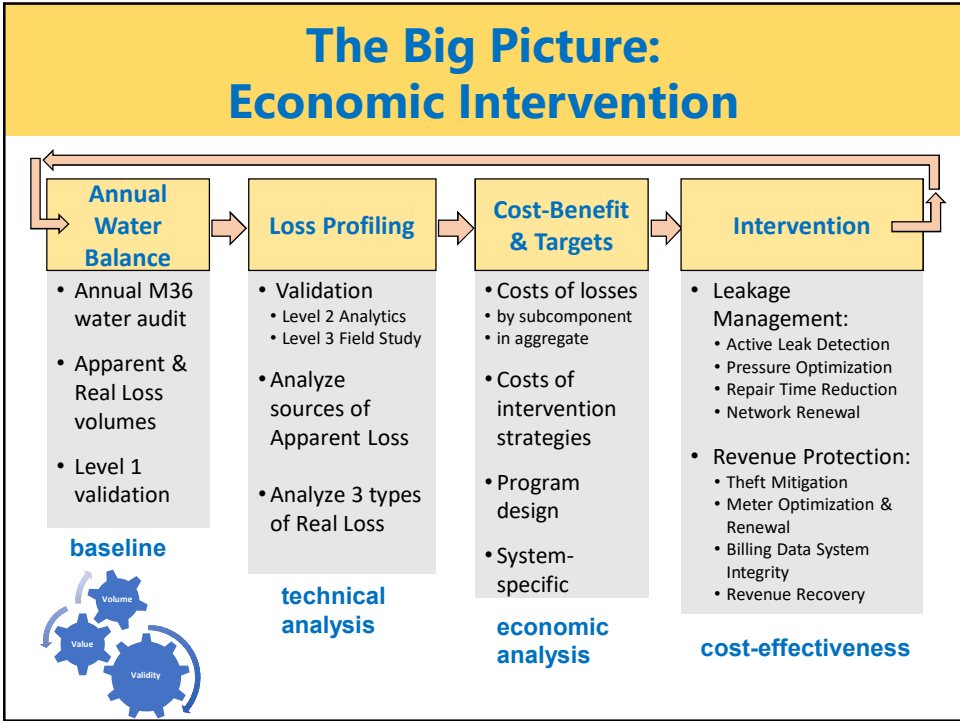 The Big Picture:
Economic Intervention
Annual
Water
Balance
• Annual M36
water audit
• Apparent &
Real Loss
volumes
• Level 1
validation
baseline
Volume
Value
Validity
Loss Profiling
• Validation
• Level 2 Analytics
• Level 3 Field Study
• Analyze
sources of
Apparent Loss
• Analyze 3 types
of Real Loss
technical
analysis
Cost-Benefit
& Targets
• Costs of losses
• by subcomponent
• in aggregate
• Costs of
intervention
strategies
• Program
design
• System-
specific
economic
analysis
Intervention
• Leakage
Management:
• Active Leak Detection
• Pressure Optimization
• Repair Time Reduction
• Network Renewal
• Revenue Protection:
• Theft Mitigation
• Meter Optimization &
Renewal
• Billing Data System
Integrity
• Revenue Recovery
cost-effectiveness